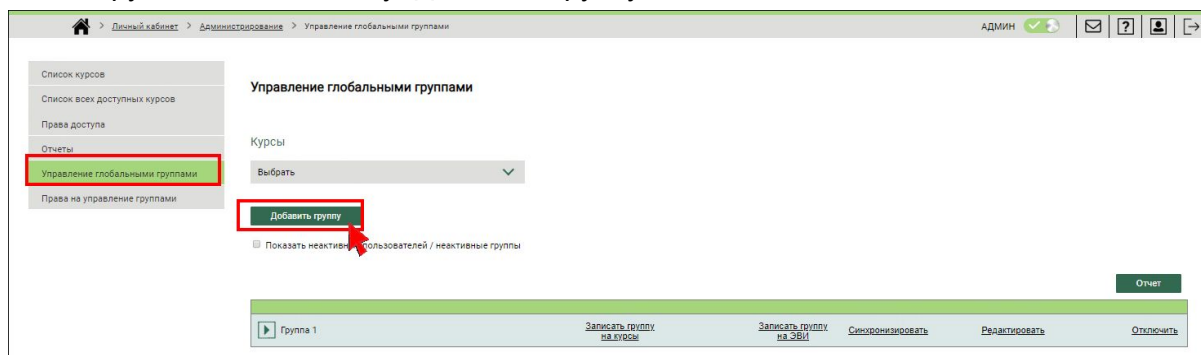 > Личный кабинет > Администрирование > Управление глобальными группами
АДМИН
Список курсов
Список всех доступных курсов
Права доступа
Отчеты
Управление глобальными группами
Права на управление группами
Управление глобальными группами
Курсы
Выбрать
Добавить группу
Показать пользователей / неактивные группы
Отчет
Группа 1
Записать группу на курсы
Записать группу на ЭВИ
Синхронизировать
Редактировать
Отключить